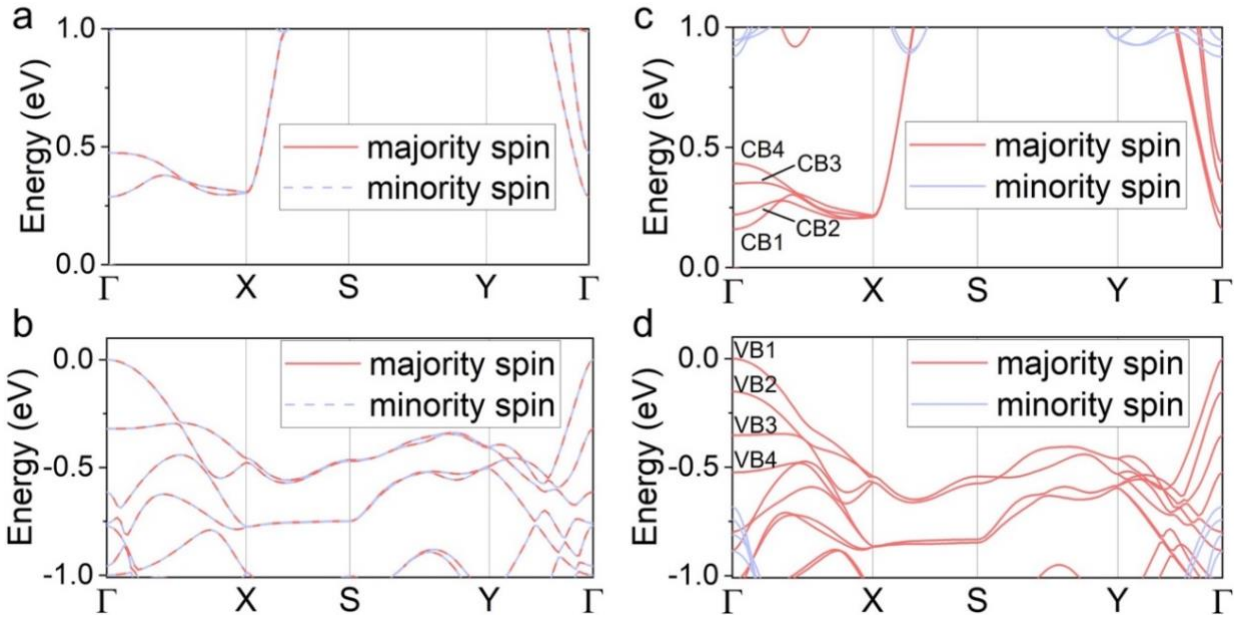 a
1.0
0.5
0.0
Energy (eV)
majority spin
minority spin
Γ X S Y Γ
b
0.0
-0.5
-1.0
Energy (eV)
majority spin
minority spin
Γ X S Y Γ
c
1.0
0.5
0.0
Energy (eV)
CB4
CB3
CB2
CB1
majority spin
minority spin
Γ X S Y Γ
d
0.0
-0.5
-1.0
Energy (eV)
VB1
VB2
VB3
VB4
majority spin
minority spin
Γ X S Y Γ